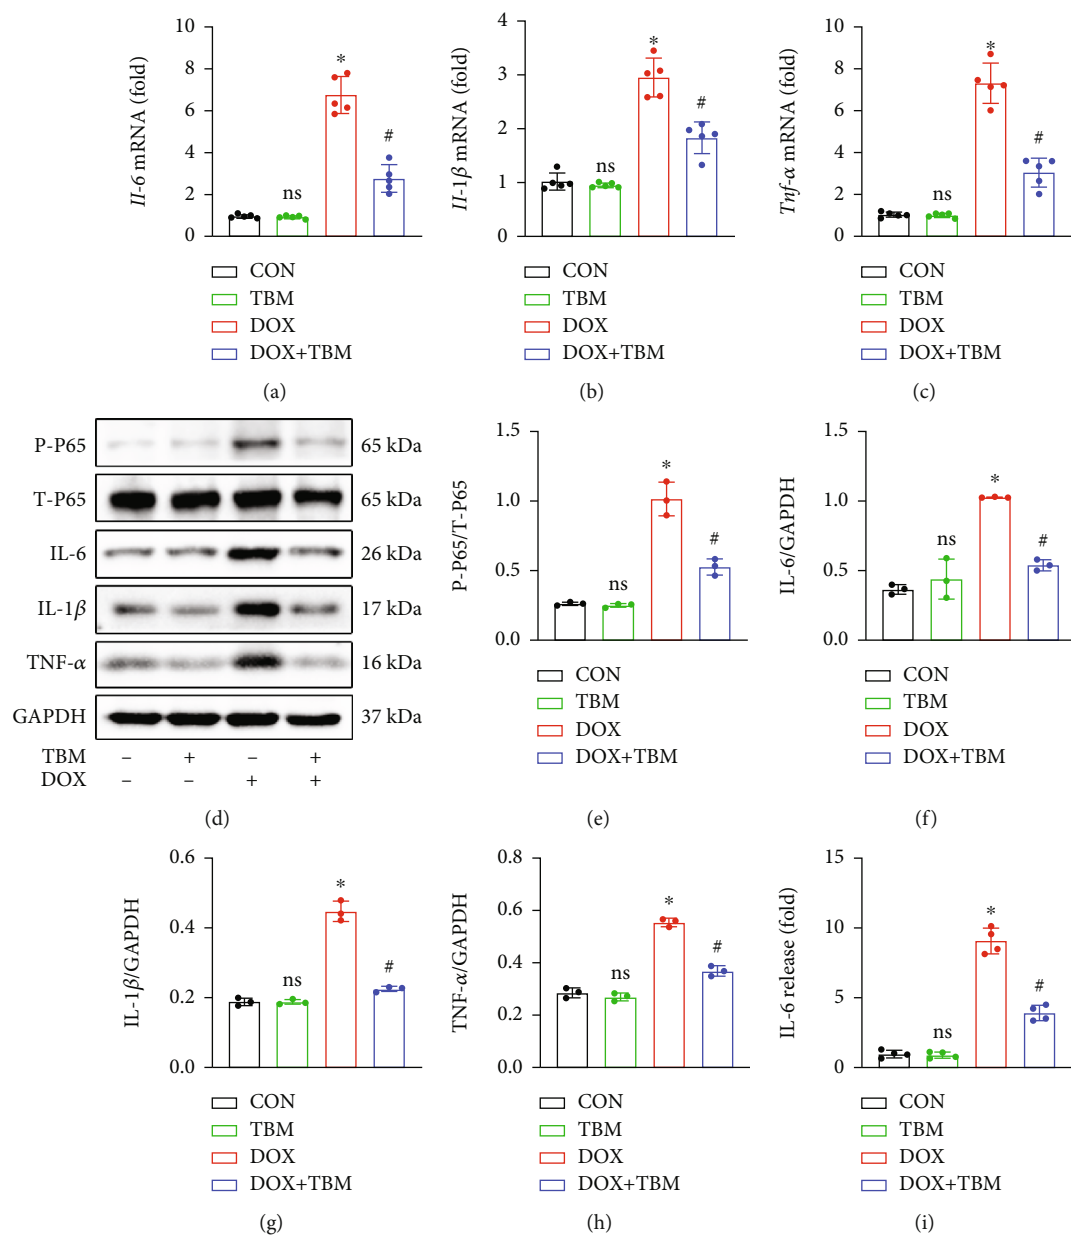 10
8
6
4
2
0
Il-6 mRNA (fold)
ns
*
#
CON
TBM
DOX
DOX+TBM
(a)
4
3
2
1
0
Il-1β mRNA (fold)
ns
*
#
CON
TBM
DOX
DOX+TBM
(b)
10
8
6
4
2
0
Tnf-α mRNA (fold)
ns
*
#
CON
TBM
DOX
DOX+TBM
(c)
P-P65 65 kDa
T-P65 65 kDa
IL-6 26 kDa
IL-1β 17 kDa
TNF-α 16 kDa
GAPDH 37 kDa
TBM – + – +
DOX – – + +
(d)
1.5
1.0
0.5
0.0
P-P65/T-P65
ns
*
#
CON
TBM
DOX
DOX+TBM
(e)
1.5
1.0
0.5
0.0
IL-6/GAPDH
ns
*
#
CON
TBM
DOX
DOX+TBM
(f)
0.6
0.4
0.2
0.0
IL-1β/GAPDH
ns
*
#
CON
TBM
DOX
DOX+TBM
(g)
0.8
0.6
0.4
0.2
0.0
TNF-α/GAPDH
ns
*
#
CON
TBM
DOX
DOX+TBM
(h)
15
10
5
0
IL-6 release (fold)
ns
*
#
CON
TBM
DOX
DOX+TBM
(i)